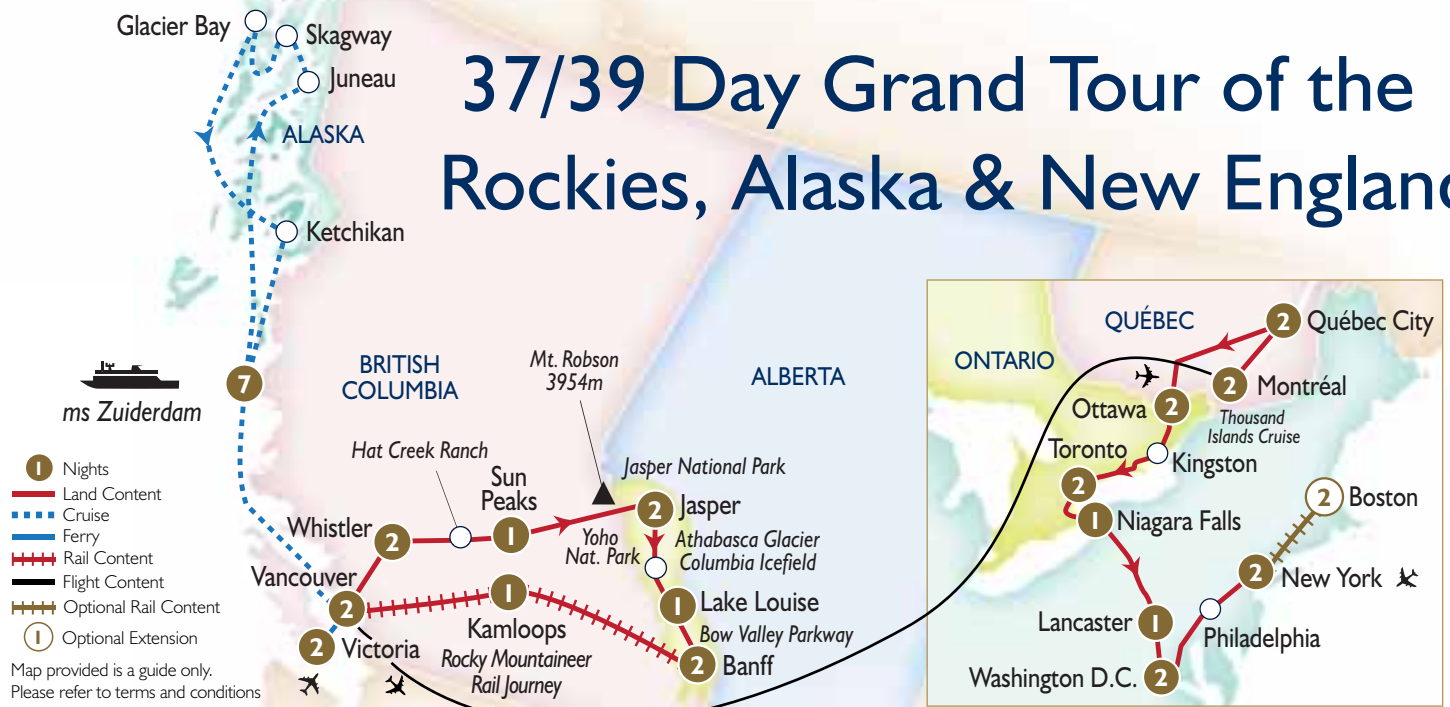 37/39 Day Grand Tour of the
Rockies, Alaska & New England
Glacier Bay
Skagway
Juneau
ALASKA
Ketchikan
7
ms Zuiderdam
BRITISH
COLUMBIA
Mt. Robson
3954m
ALBERTA
Hat Creek Ranch
Sun
Peaks
1
Jasper National Park
2 Jasper
Whistler 2
Yoho
Nat. Park
Athabasca Glacier
Columbia Icefield
Vancouver
2
1
Kamloops
Rocky Mountaineer
Rail Journey
1 Lake Louise
Bow Valley Parkway
2 Banff
2 Victoria
1 Nights
Land Content
Cruise
Ferry
Rail Content
Flight Content
Optional Rail Content
1 Optional Extension
Map provided is a guide only.
Please refer to terms and conditions
QUÉBEC
2 Québec City
ONTARIO
2 Montréal
Ottawa 2
Thousand
Islands Cruise
Toronto
2
Kingston
1 Niagara Falls
2 Boston
2 New York
Lancaster 1
Philadelphia
Washington D.C. 2